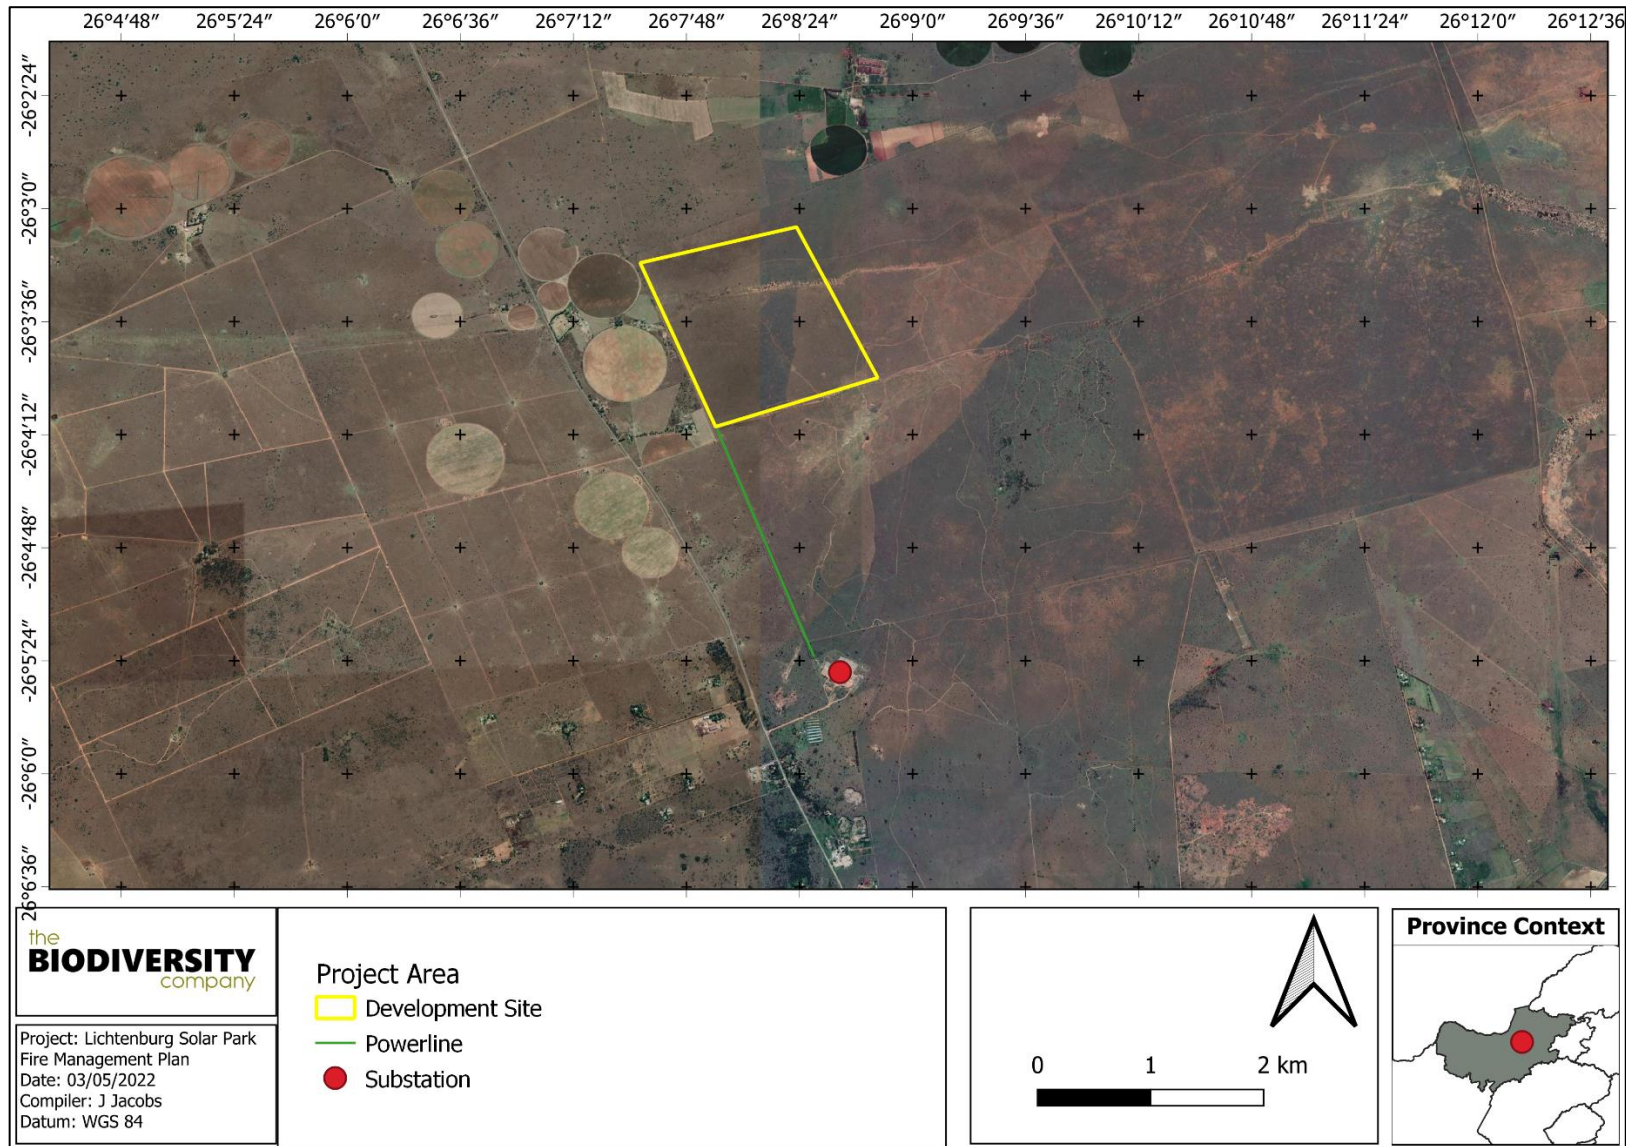 26°4′48″ 26°5′24″ 26°6′0″ 26°6′36″ 26°7′12″ 26°7′48″ 26°8′24″ 26°9′0″ 26°9′36″ 26°10′12″ 26°10′48″ 26°11′24″ 26°12′0″ 26°12′36″
-26°2′24″
-26°3′0″
-26°3′36″
-26°4′12″
-26°4′48″
-26°5′24″
-26°6′0″
-26°6′36″
the
BIODIVERSITY
company
Project: Lichtenburg Solar Park
Fire Management Plan
Date: 03/05/2022
Compiler: J Jacobs
Datum: WGS 84
Project Area
Development Site
Powerline
Substation
0 1 2 km
Province Context